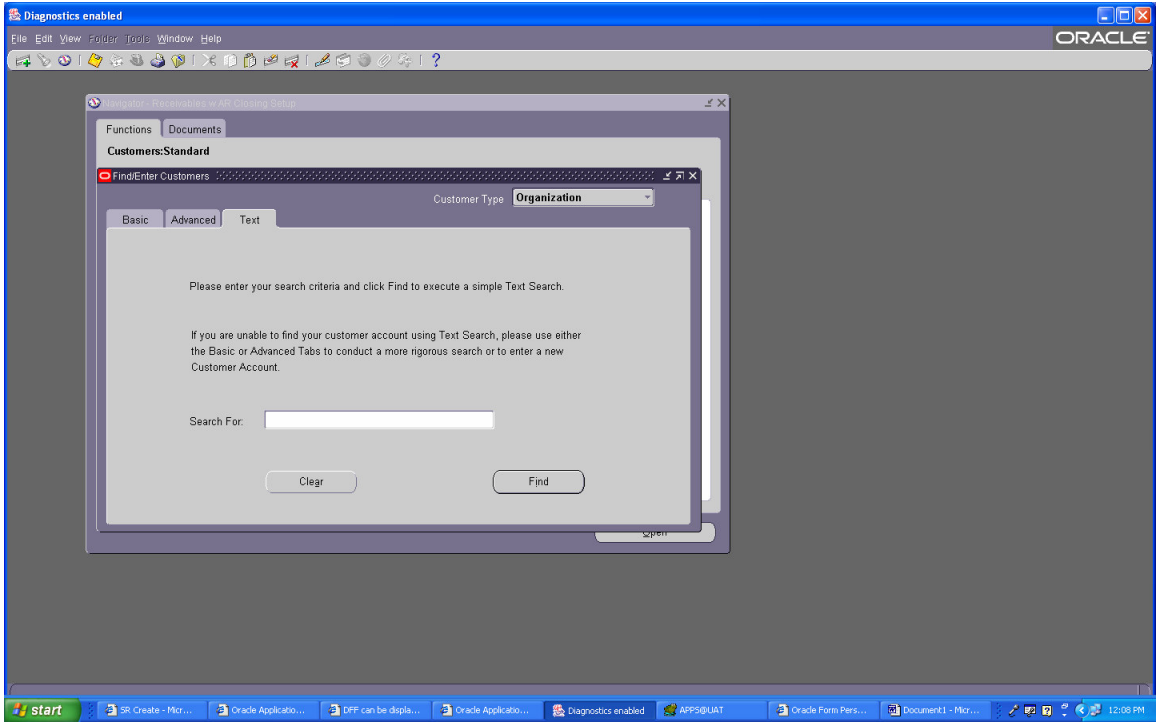 Diagnostics enabled
File Edit View Folder Tools Window Help
ORACLE
?
Navigator - Receivables w AR Closing Setup
Functions Documents
Customers:Standard
Find/Enter Customers
Customer Type Organization
Basic Advanced Text
Please enter your search criteria and click Find to execute a simple Text Search.
If you are unable to find your customer account using Text Search, please use either
the Basic or Advanced Tabs to conduct a more rigorous search or to enter a new
Customer Account.
Search For:
Clear Find
Open
start SR Create - Micr... Oracle Applicatio... DFF can be displa... Oracle Applicatio... Diagnostics enabled APPS@UAT Oracle Form Pers... Document1 - Micr... 12:08 PM